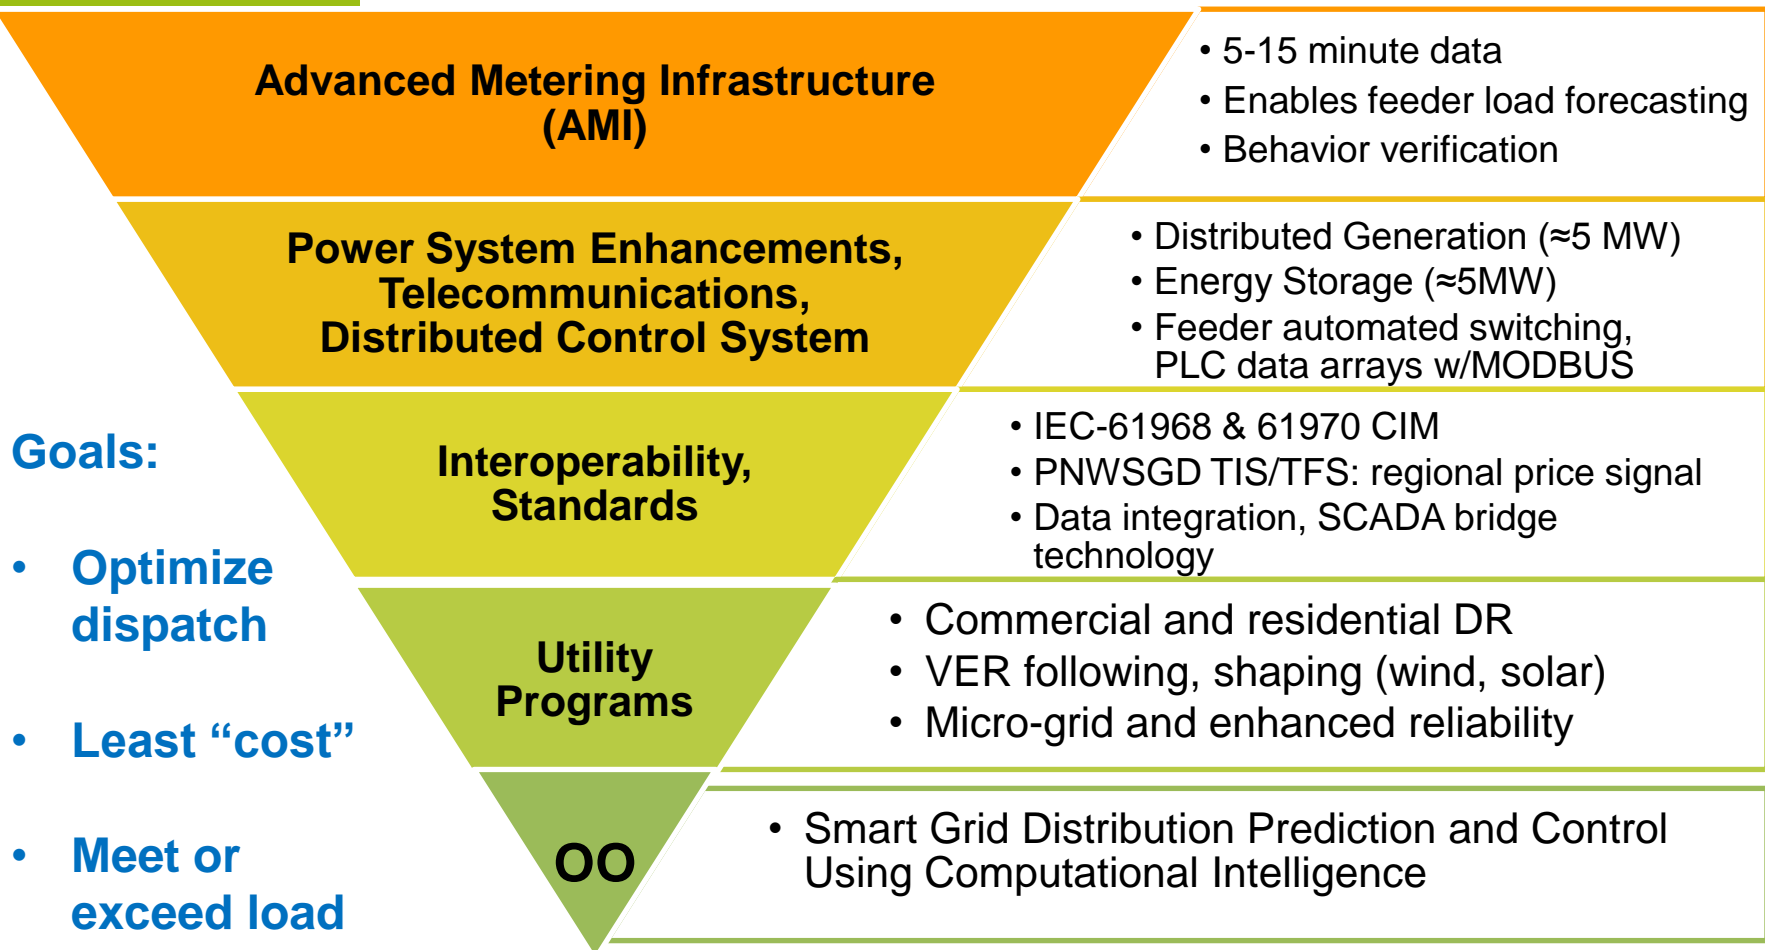 Advanced Metering Infrastructure
(AMI)
• 5-15 minute data
• Enables feeder load forecasting
• Behavior verification
Power System Enhancements,
Telecommunications,
Distributed Control System
• Distributed Generation (≈5 MW)
• Energy Storage (≈5MW)
• Feeder automated switching,
PLC data arrays w/MODBUS
Interoperability,
Standards
• IEC-61968 & 61970 CIM
• PNWSGD TIS/TFS: regional price signal
• Data integration, SCADA bridge
technology
Utility
Programs
• Commercial and residential DR
• VER following, shaping (wind, solar)
• Micro-grid and enhanced reliability
OO
• Smart Grid Distribution Prediction and Control
Using Computational Intelligence
Goals:
• Optimize
dispatch
• Least “cost”
• Meet or
exceed load